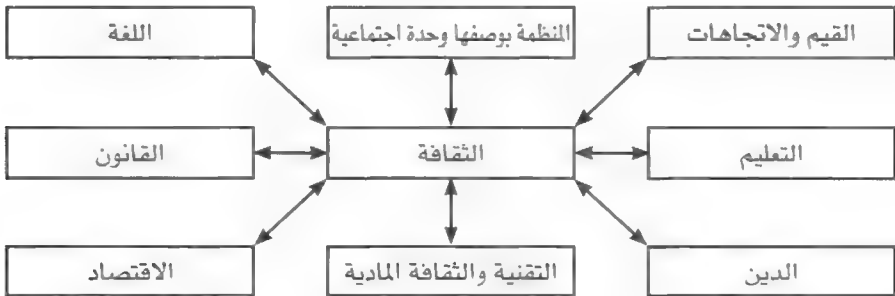 القيم والاتجاهات
المنظمة بوصفها وحدة اجتماعية
اللغة
التعليم
الثقافة
القانون
الدين
التقنية والثقافة المادية
الاقتصاد